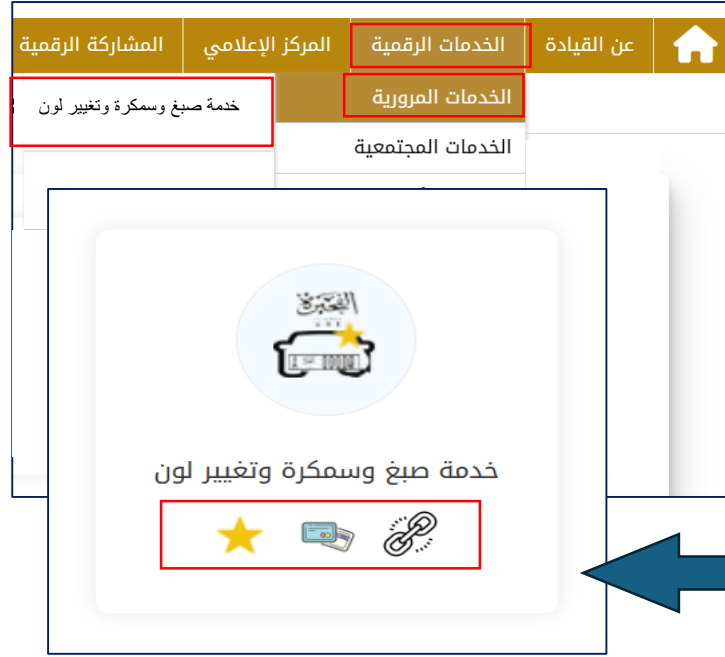 عن القيادة
الخدمات الرقمية
المركز الإعلامي
المشاركة الرقمية
الخدمات المرورية
خدمة صبغ وسمكرة وتغيير لون
الخدمات المجتمعية
الفجيرة
خدمة صبغ وسمكرة وتغيير لون